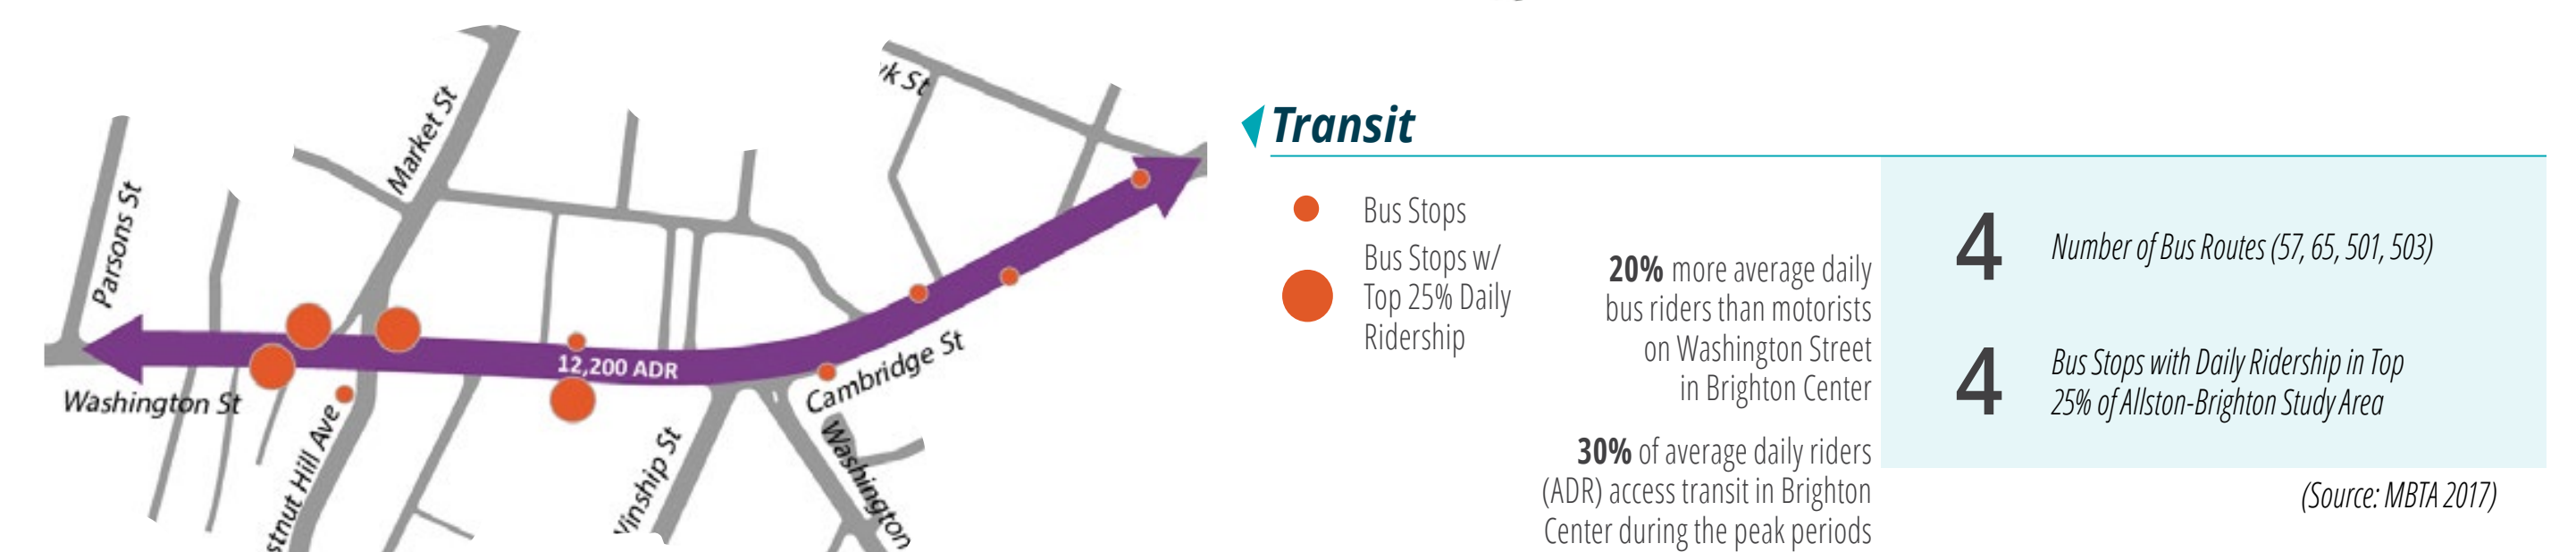 Parsons St
Market St
Washington St
12,200 ADR
Cambridge St
Washington
Hill Ave
St
St
Transit
Bus Stops
Bus Stops w/
Top 25% Daily
Ridership
20% more average daily
bus riders than motorists
on Washington Street
in Brighton Center
30% of average daily riders
(ADR) access transit in Brighton
Center during the peak periods
4 Number of Bus Routes (57, 65, 501, 503)
4 Bus Stops with Daily Ridership in Top
25% of Allston-Brighton Study Area
(Source: MBTA 2017)